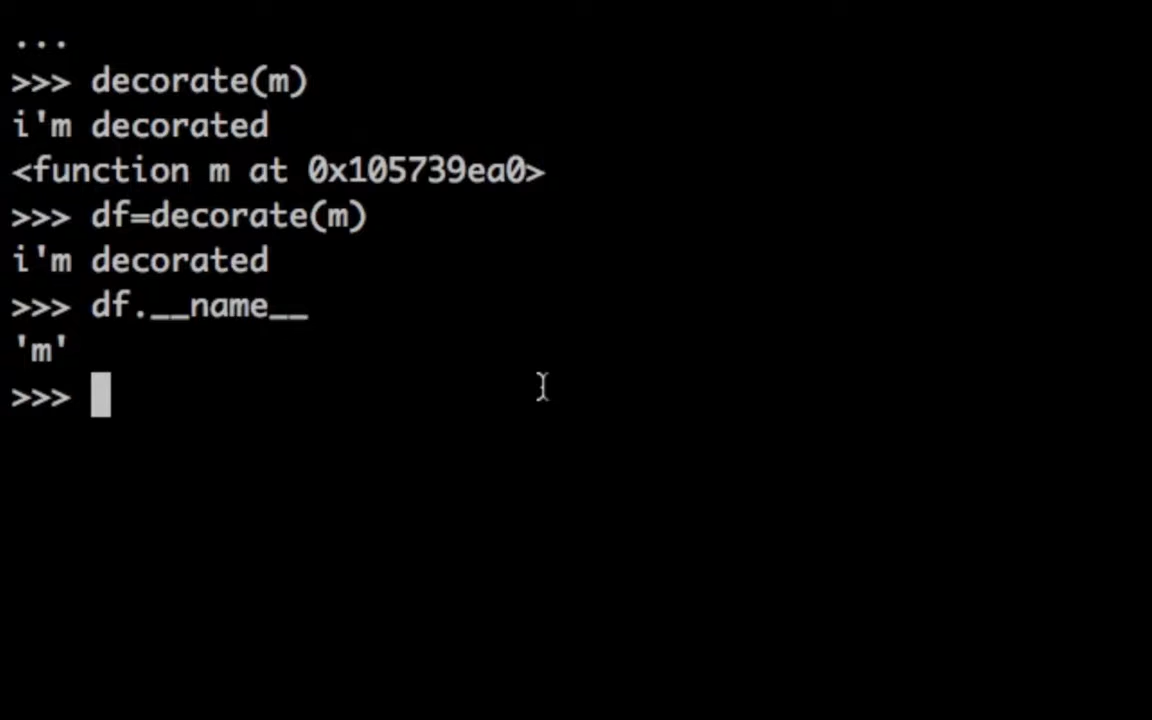 ...
>>> decorate(m)
i'm decorated
<function m at 0x105739ea0>
>>> df=decorate(m)
i'm decorated
>>> df.__name__
'm'
>>>